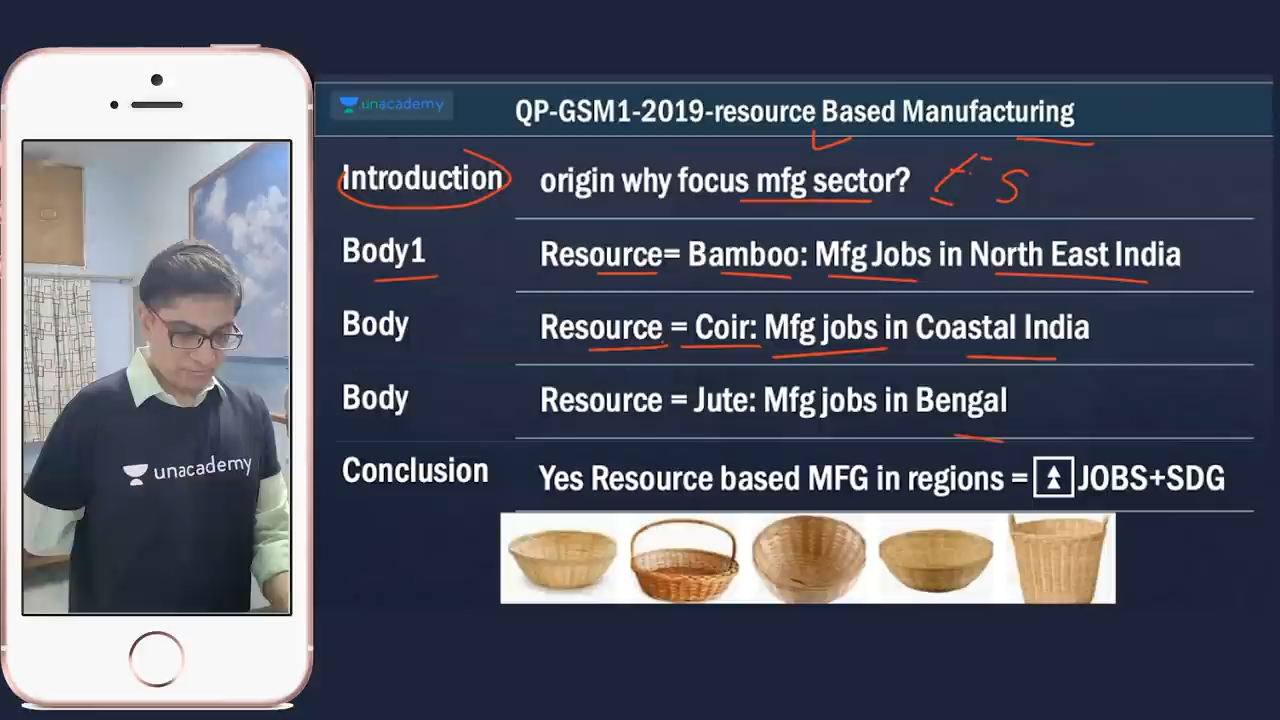 unacademy
QP-GSM1-2019-resource Based Manufacturing
Introduction origin why focus mfg sector?
Body1 Resource= Bamboo: Mfg Jobs in North East India
Body Resource = Coir: Mfg jobs in Coastal India
Body Resource = Jute: Mfg jobs in Bengal
Conclusion Yes Resource based MFG in regions = JOBS+SDG
unacademy